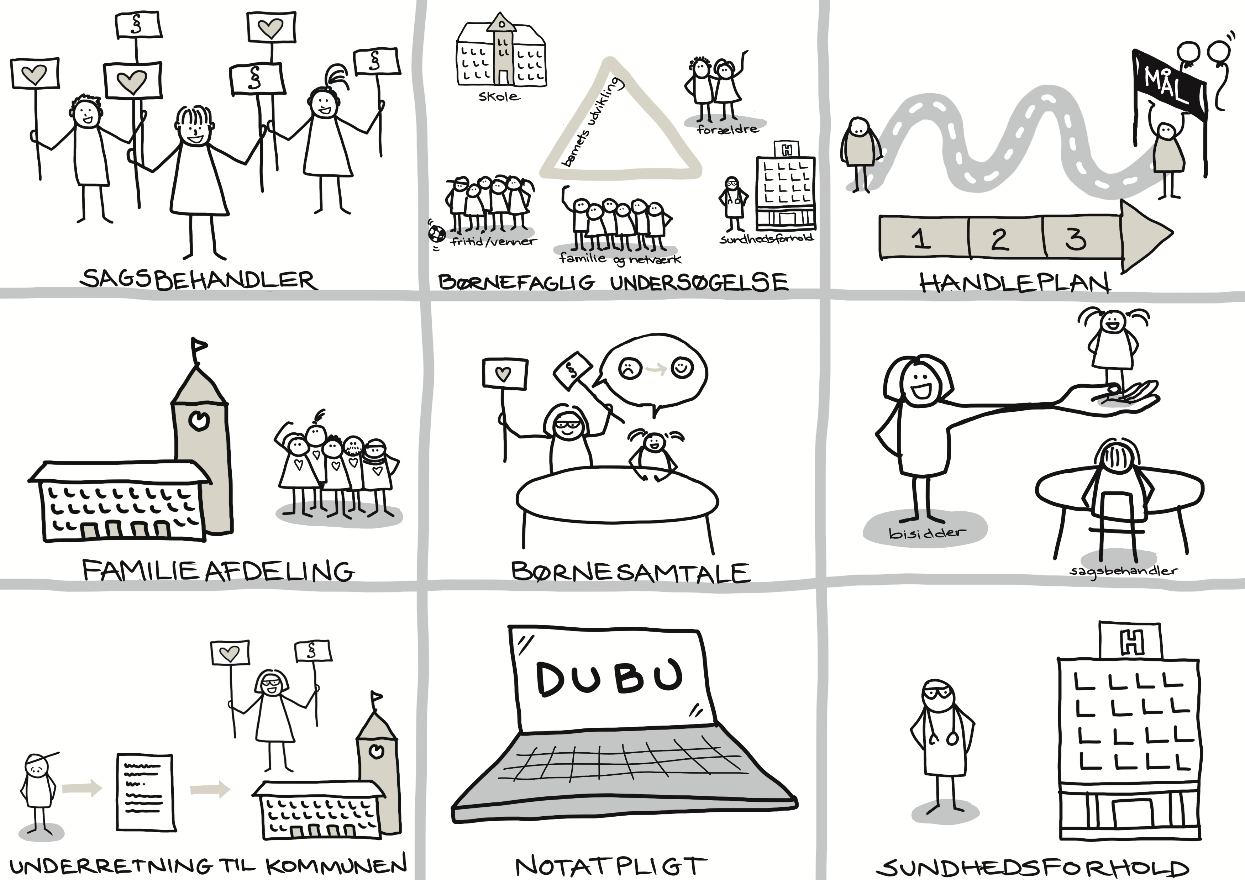 §
§
§
SAGSBEHANDLER
skole
barnets udvikling
forældre
H
fritid/venner
familie og netværk
sundhedsforhold
BØRNEFAGLIG UNDERSØGELSE
MÅL
1 2 3
HANDLEPLAN
FAMILIEAFDELING
§
BØRNESAMTALE
bisidder
sagsbehandler
§
UNDERRETNING TIL KOMMUNEN
DUBU
NOTATPLIGT
H
SUNDHEDSFORHOLD